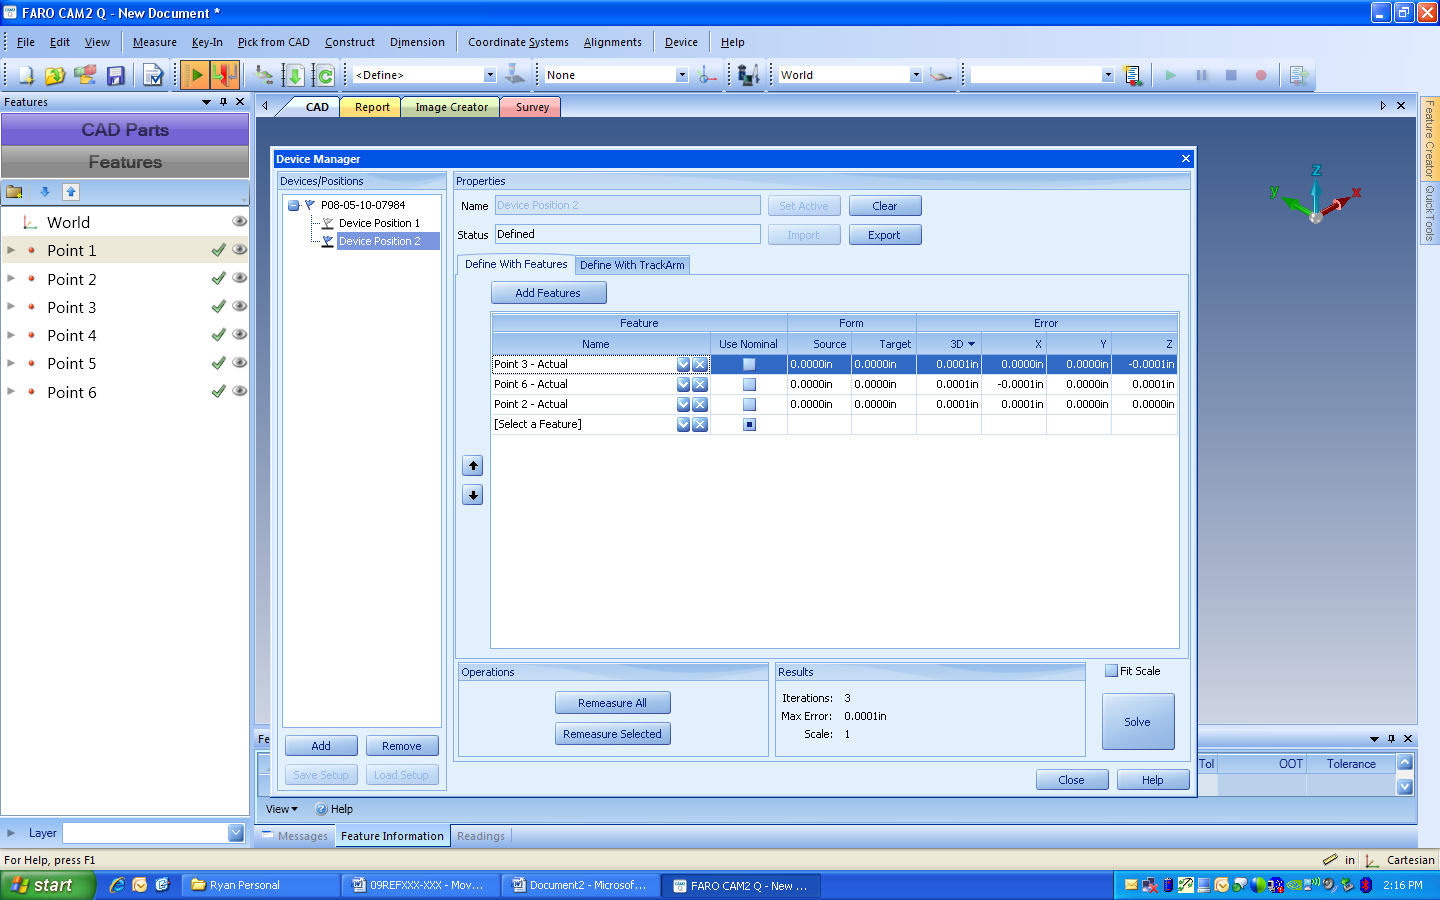 FARO CAM2 Q - New Document *
File Edit View Measure Key-In Pick from CAD Construct Dimension Coordinate Systems Alignments Device Help
<Define> None World
Features
CAD Report Image Creator Survey
CAD Parts
Features
World
Point 1
Point 2
Point 3
Point 4
Point 5
Point 6
Layer
Device Manager
Devices/Positions
P08-05-10-07984
Device Position 1
Device Position 2
Add Remove
Save Setup Load Setup
Properties
Name Device Position 2 Set Active Clear
Status Defined Import Export
Define With Features Define With TrackArm
Add Features
Feature Form Error
Name Use Nominal Source Target 3D X Y Z
Point 3 - Actual 0.0000in 0.0000in 0.0001in 0.0000in 0.0000in -0.0001in
Point 6 - Actual 0.0000in 0.0000in 0.0001in -0.0001in 0.0000in 0.0001in
Point 2 - Actual 0.0000in 0.0000in 0.0001in 0.0001in 0.0000in 0.0000in
[Select a Feature]
Operations
Remeasure All
Remeasure Selected
Results
Iterations: 3
Max Error: 0.0001in
Scale: 1
Fit Scale
Solve
Close Help
Z
Y
X
Feature Creator
QuickTools
Fe
Tol OOT Tolerance
View Help
Messages Feature Information Readings
For Help, press F1
in Cartesian
start Ryan Personal 09REFXXX-XXX - Mov... Document2 - Microsof... FARO CAM2 Q - New ... 2:16 PM